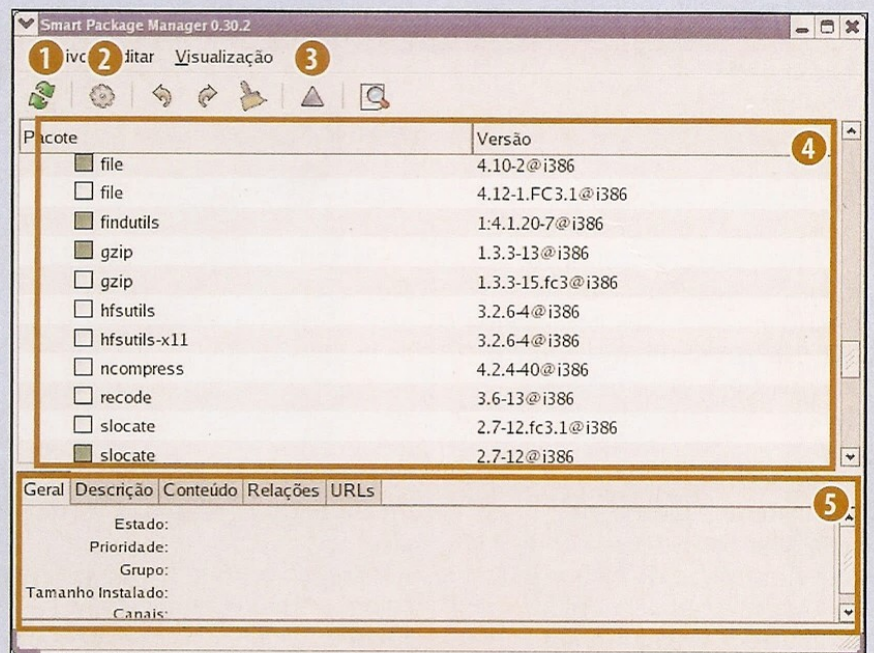 Smart Package Manager 0.30.2
1 ivo 2 ditar Visualização 3
Pacote Versão 4
file 4.10-2@i386
file 4.12-1.FC3.1@i386
findutils 1:4.1.20-7@i386
gzip 1.3.3-13@i386
gzip 1.3.3-15.fc3@i386
hfsutils 3.2.6-4@i386
hfsutils-x11 3.2.6-4@i386
ncompress 4.2.4-40@i386
recode 3.6-13@i386
slocate 2.7-12.fc3.1@i386
slocate 2.7-12@i386
Geral Descrição Conteúdo Relações URLs 5
Estado:
Prioridade:
Grupo:
Tamanho Instalado:
Canais: